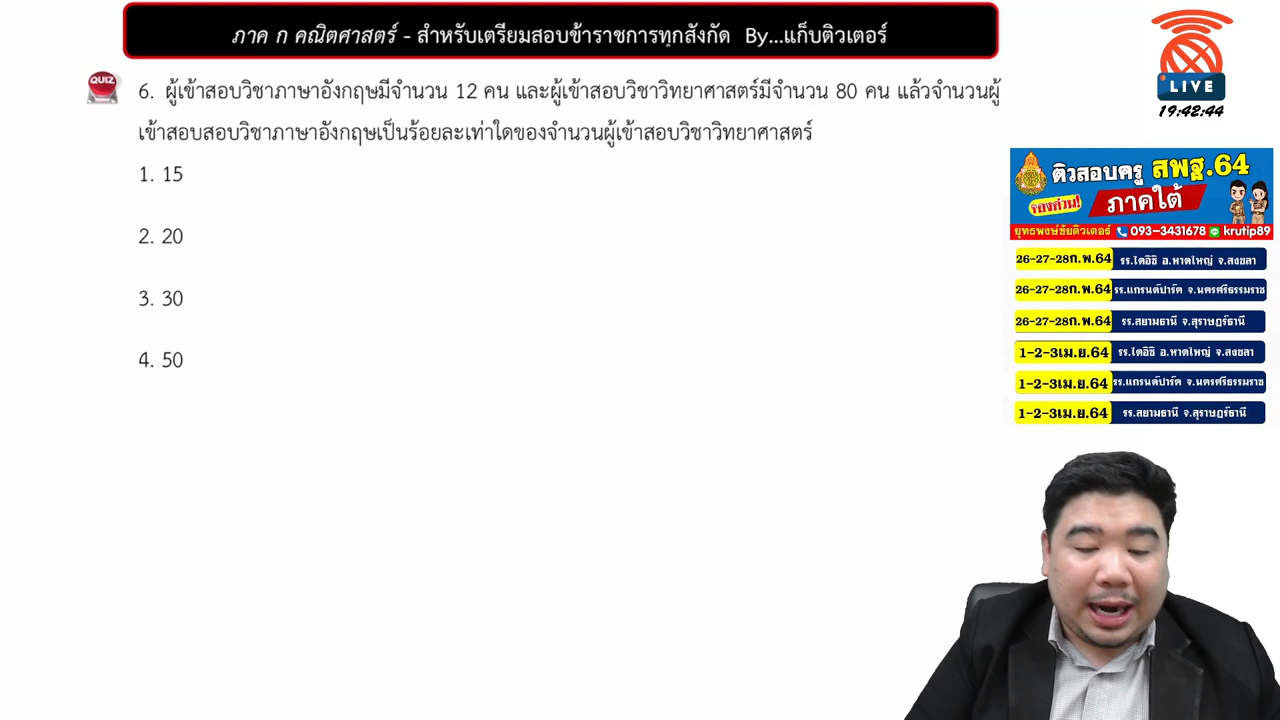 ภาค ก คณิตศาสตร์ - สำหรับเตรียมสอบข้าราชการทุกสังกัด By...แก็บติวเตอร์
QUIZ
6. ผู้เข้าสอบวิชาภาษาอังกฤษมีจำนวน 12 คน และผู้เข้าสอบวิชาวิทยาศาสตร์มีจำนวน 80 คน แล้วจำนวนผู้
เข้าสอบสอบวิชาภาษาอังกฤษเป็นร้อยละเท่าใดของจำนวนผู้เข้าสอบวิชาวิทยาศาสตร์
1. 15
2. 20
3. 30
4. 50
LIVE
19:42:44
ติวสอบครู สพฐ.64
จองด่วน! ภาคใต้
ยุทธพงษ์ชัยติวเตอร์ 093-3431678 krutip89
26-27-28ก.พ.64 รร.ไดอิชิ อ.หาดใหญ่ จ.สงขลา
26-27-28ก.พ.64 รร.แกรนด์ปาร์ค จ.นครศรีธรรมราช
26-27-28ก.พ.64 รร.สยามธานี จ.สุราษฎร์ธานี
1-2-3เม.ย.64 รร.ไดอิชิ อ.หาดใหญ่ จ.สงขลา
1-2-3เม.ย.64 รร.แกรนด์ปาร์ค จ.นครศรีธรรมราช
1-2-3เม.ย.64 รร.สยามธานี จ.สุราษฎร์ธานี